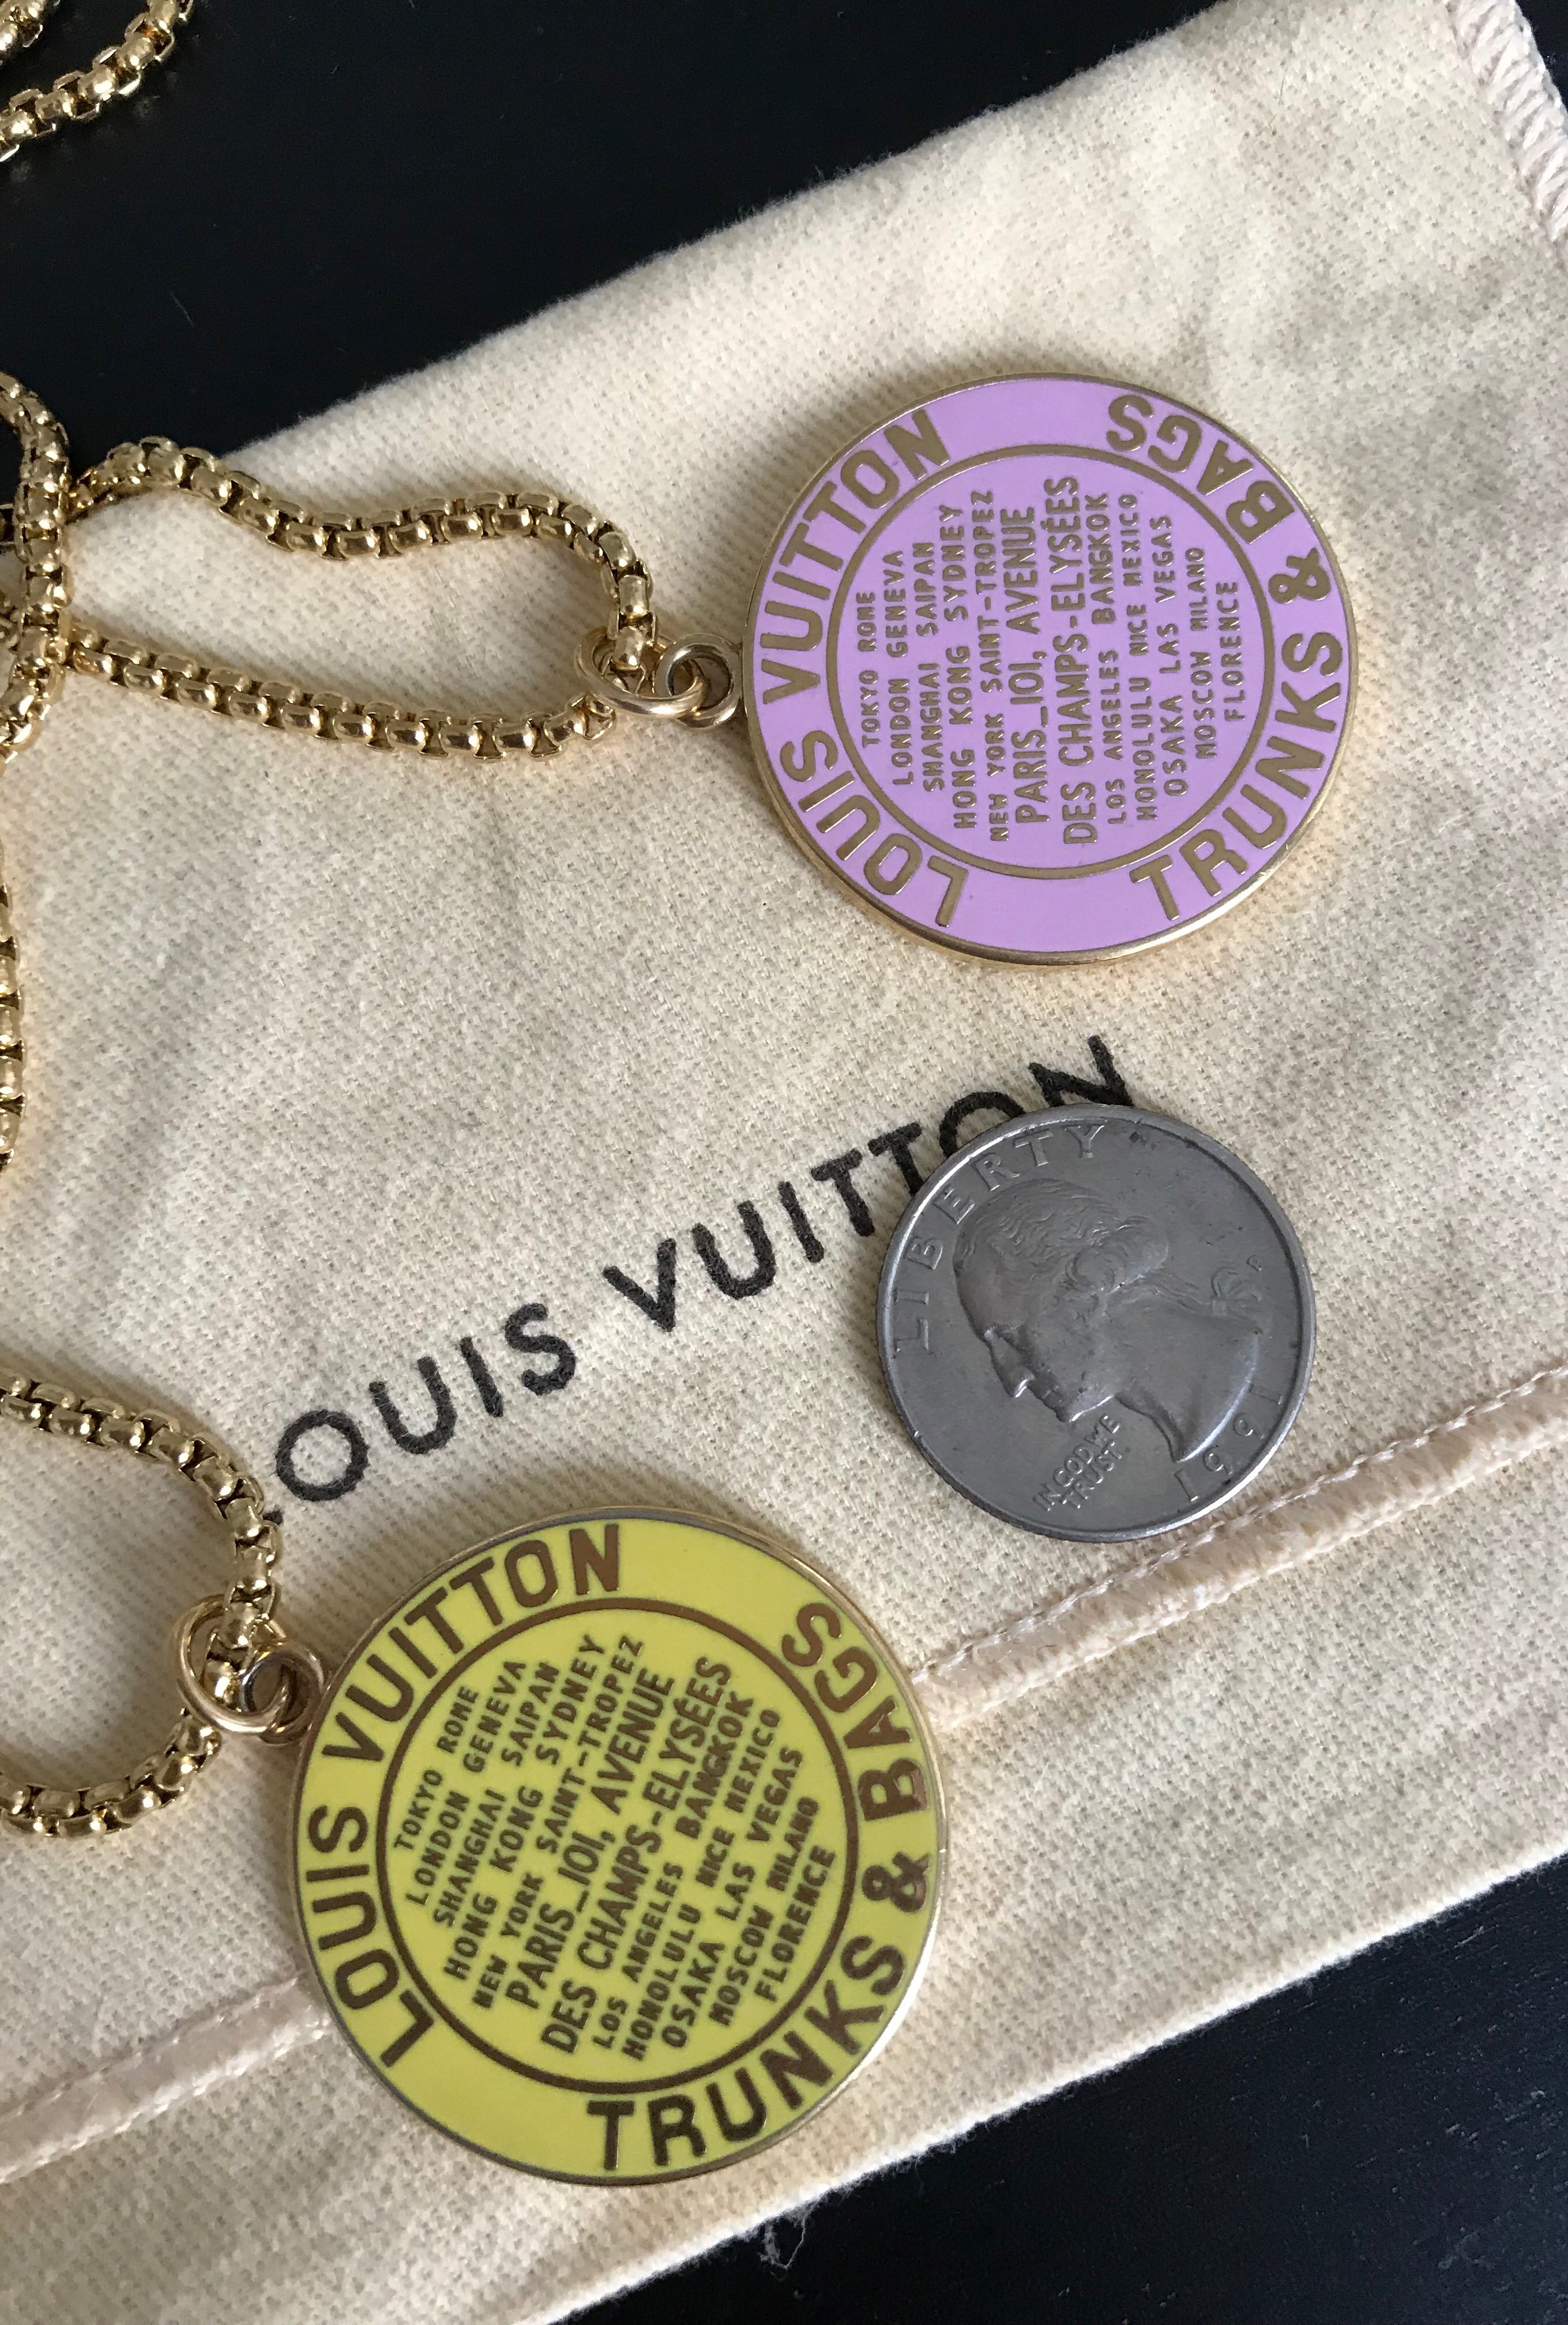 LOUIS VUITTON
TOKYO ROME
LONDON GENEVA
SHANGHAI SAIPAN
HONG KONG SYDNEY
NEW YORK SAINT-TROPEZ
PARIS_101, AVENUE
DES CHAMPS-ELYSÉES
LOS ANGELES BANGKOK
HONOLULU NICE MEXICO
OSAKA LAS VEGAS
MOSCOW MILANO
FLORENCE
TRUNKS & BAGS
LOUIS VUITTON
LIBERTY
IN GOD WE
TRUST
P
LOUIS VUITTON
TOKYO ROME
LONDON GENEVA
SHANGHAI SAIPAN
HONG KONG SYDNEY
NEW YORK SAINT-TROPEZ
PARIS_101, AVENUE
DES CHAMPS-ELYSÉES
LOS ANGELES BANGKOK
HONOLULU NICE MEXICO
OSAKA LAS VEGAS
MOSCOW MILANO
FLORENCE
TRUNKS & BAGS